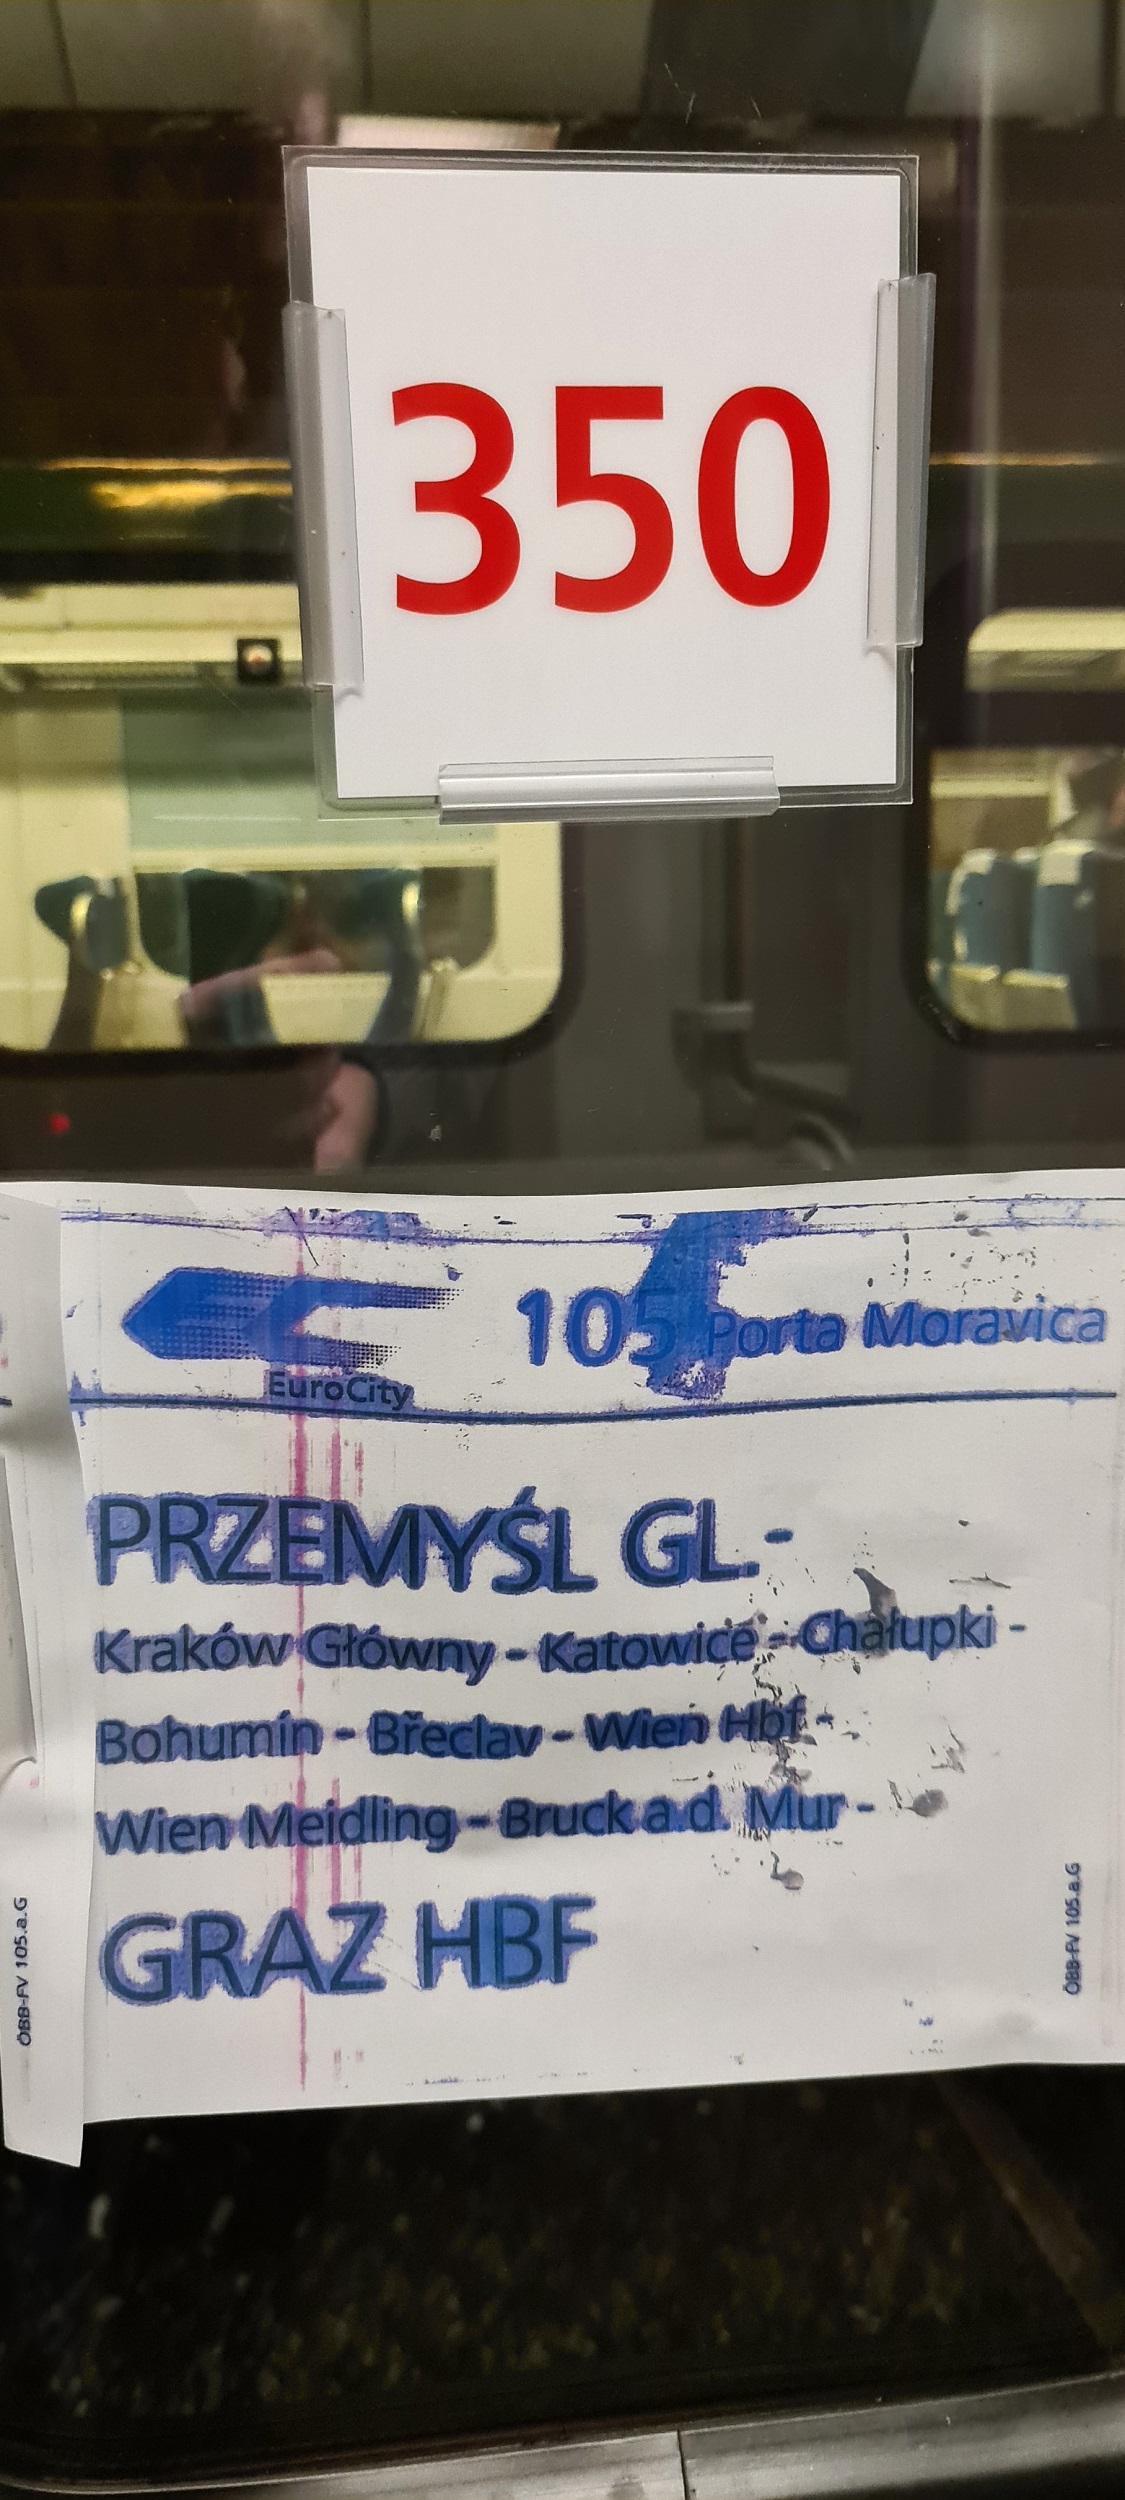 350
105 Porta Moravica
EuroCity
PRZEMYŚL GL.-
Kraków Główny - Katowice - Chałupki -
Bohumín - Břeclav - Wien Hbf -
Wien Meidling - Bruck a.d. Mur -
GRAZ HBF
ÖBB-FV 105.a.G
ÖBB-FV 105.a.G